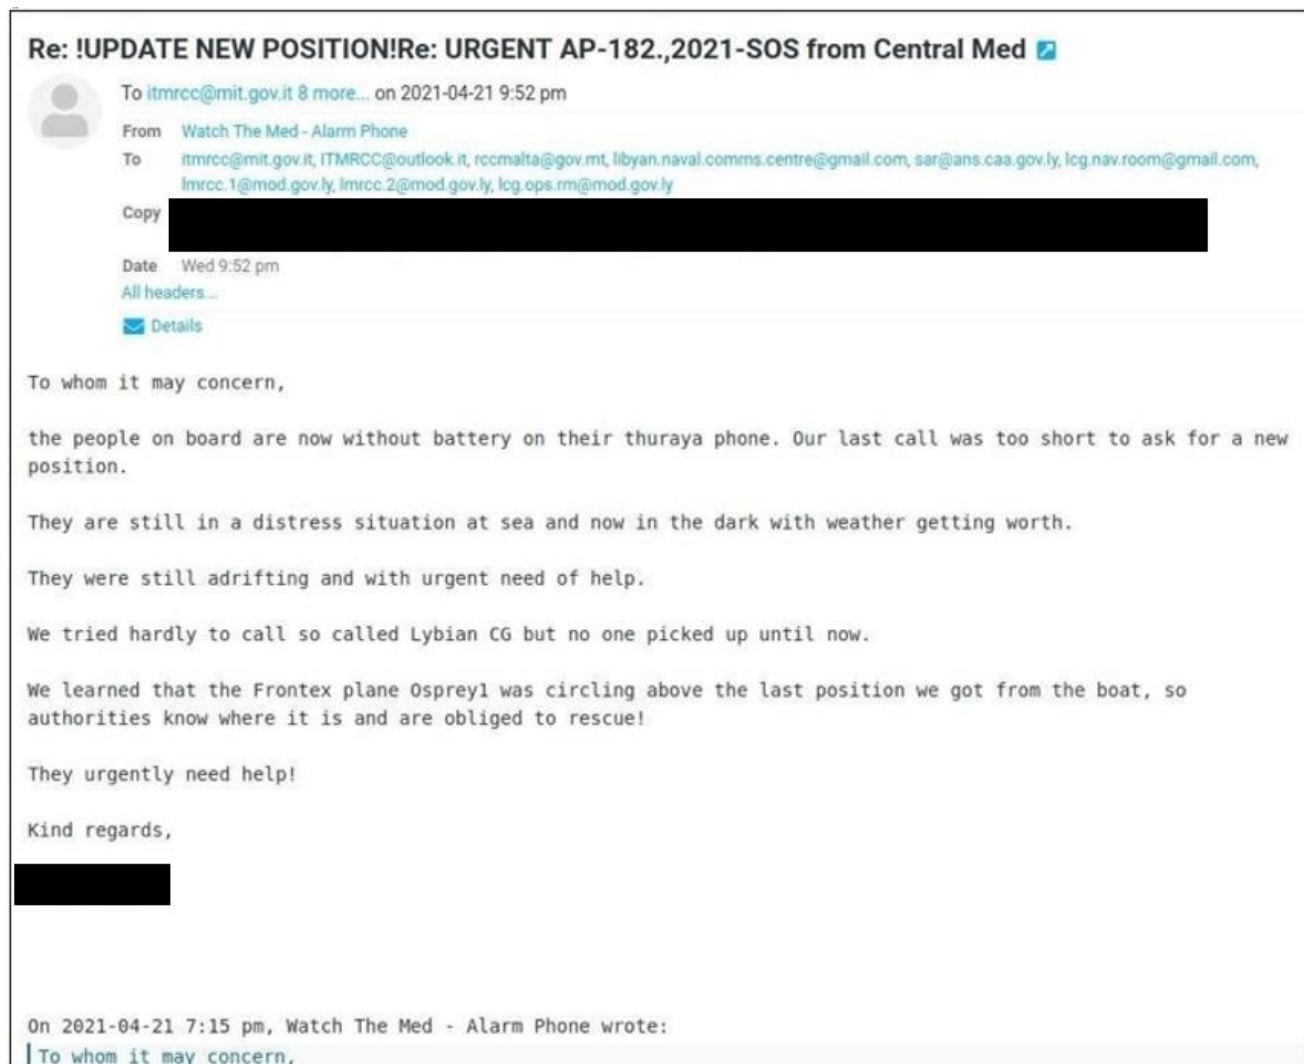 Re: !UPDATE NEW POSITION!Re: URGENT AP-182.,2021-SOS from Central Med
To itmrcc@mit.gov.it 8 more... on 2021-04-21 9:52 pm
From Watch The Med - Alarm Phone
To itmrcc@mit.gov.it, ITMRCC@outlook.it, rccmalta@gov.mt, libyan.naval.comms.centre@gmail.com, sar@ans.caa.gov.ly, lcg.nav.room@gmail.com,
lmrcc.1@mod.gov.ly, lmrcc.2@mod.gov.ly, lcg.ops.rm@mod.gov.ly
Copy
Date Wed 9:52 pm
All headers...
Details
To whom it may concern,
the people on board are now without battery on their thuraya phone. Our last call was too short to ask for a new
position.
They are still in a distress situation at sea and now in the dark with weather getting worth.
They were still adrifting and with urgent need of help.
We tried hardly to call so called Lybian CG but no one picked up until now.
We learned that the Frontex plane Osprey1 was circling above the last position we got from the boat, so
authorities know where it is and are obliged to rescue!
They urgently need help!
Kind regards,
On 2021-04-21 7:15 pm, Watch The Med - Alarm Phone wrote:
To whom it may concern,